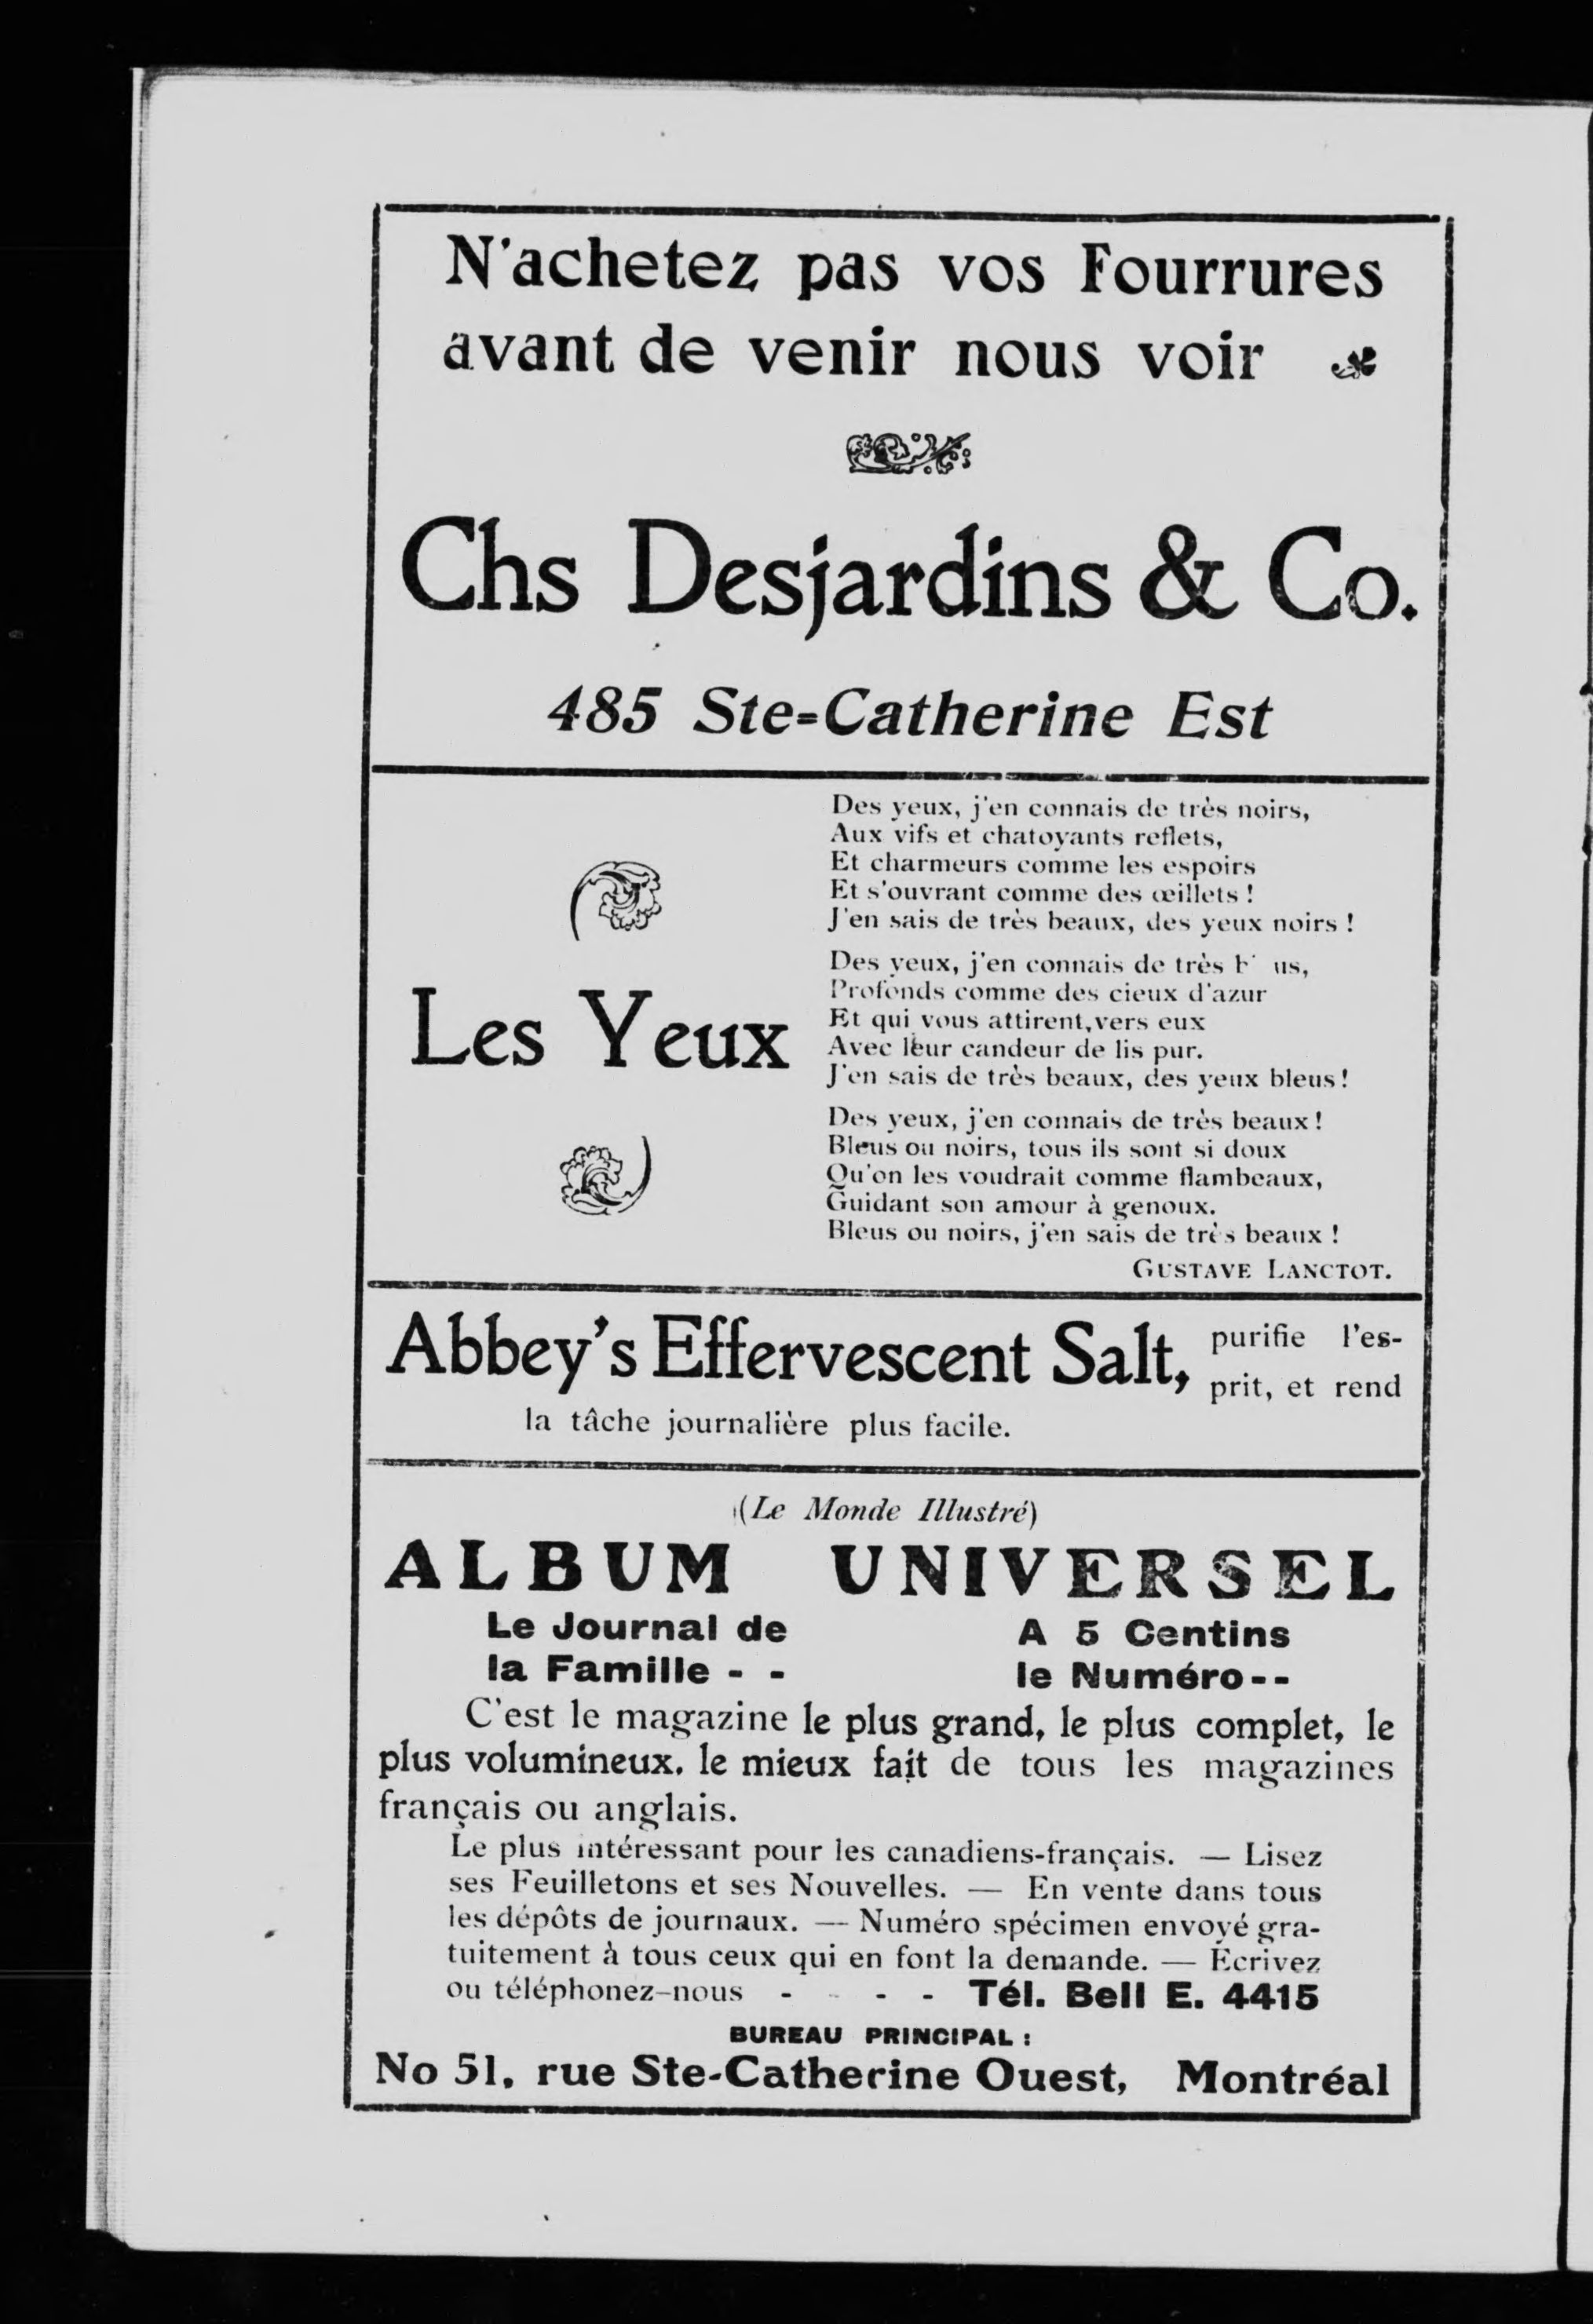 N'achetez pas vos Fourrures
avant de venir nous voir
Chs Desjardins & Co.
485 Ste-Catherine Est
Les Yeux
Des yeux, j'en connais de très noirs,
Aux vifs et chatoyants reflets,
Et charmeurs comme les espoirs
Et s'ouvrant comme des œillets !
J'en sais de très beaux, des yeux noirs !
Des yeux, j'en connais de très
Profonds comme des cieux d'azur
Et qui vous attirent, vers eux
Avec leur candeur de lis pur.
J'en sais de très beaux, des yeux bleus !
Des yeux, j'en connais de très beaux !
Bleus ou noirs, tous ils sont si doux
Qu'on les voudrait comme flambeaux,
Guidant son amour à genoux.
Bleus ou noirs, j'en sais de très beaux !
GUSTAVE LANCTOT.
Abbey's Effervescent Salt, purifie l'es-
prit, et rend
la tâche journalière plus facile.
(Le Monde Illustré)
ALBUM UNIVERSEL
Le Journal de
la Famille - -
A 5 Centins
le Numéro - -
C'est le magazine le plus grand, le plus complet, le
plus volumineux, le mieux fait de tous les magazines
français ou anglais.
Le plus intéressant pour les canadiens-français. — Lisez
ses Feuilletons et ses Nouvelles. — En vente dans tous
les dépôts de journaux. — Numéro spécimen envoyé gra-
tuitement à tous ceux qui en font la demande. — Ecrivez
ou téléphonez-nous - - - - Tél. Bell E. 4415
BUREAU PRINCIPAL :
No 51, rue Ste-Catherine Ouest, Montréal